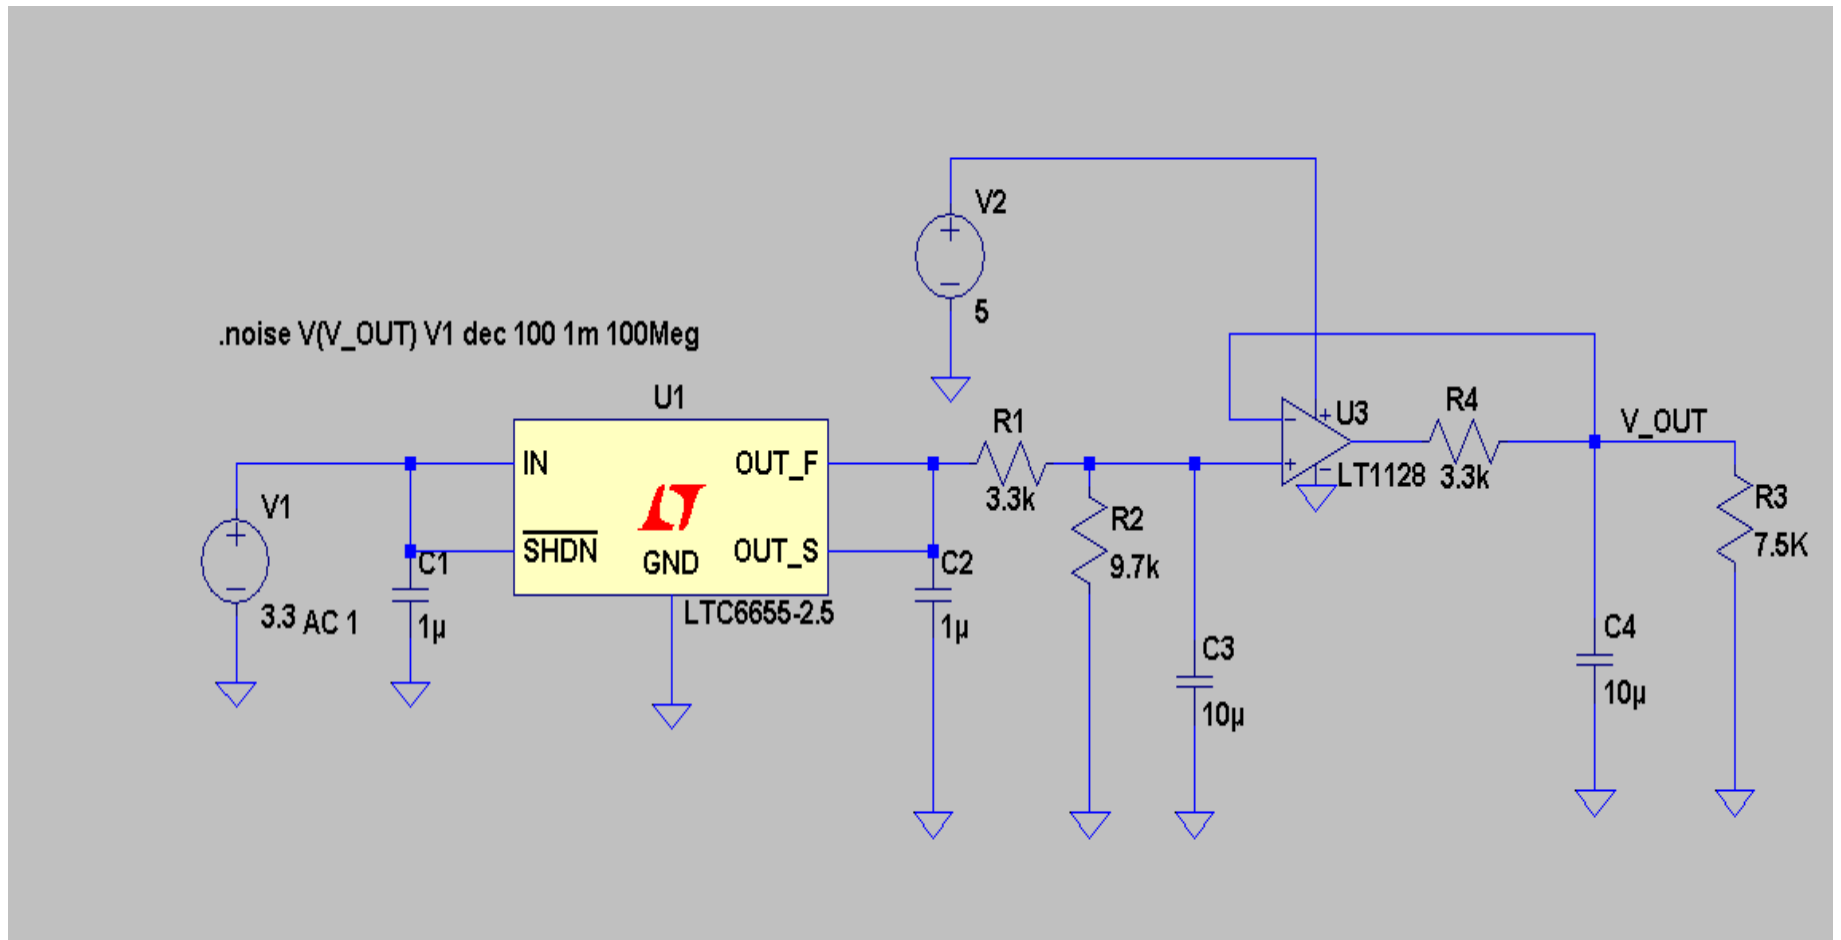 V2
5
.noise V(V_OUT) V1 dec 100 1m 100Meg
U1
IN
OUT_F
SHDN
GND
OUT_S
LTC6655-2.5
V1
3.3
AC 1
C1
1µ
C2
1µ
R1
3.3k
R2
9.7k
C3
10µ
U3
LT1128
R4
3.3k
V_OUT
R3
7.5K
C4
10µ